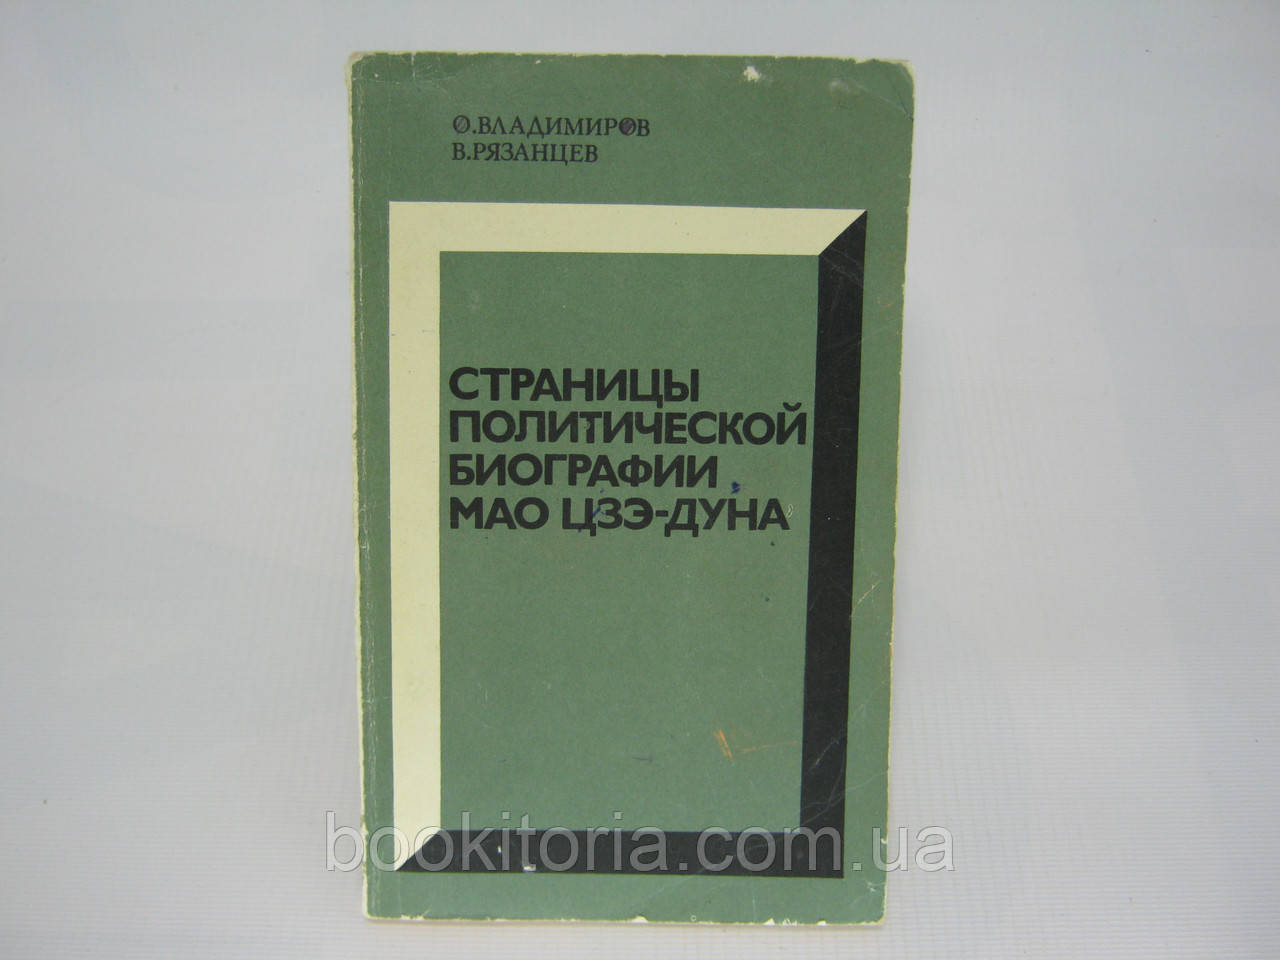 О.ВЛАДИМИРОВ
В.РЯЗАНЦЕВ
СТРАНИЦЫ
ПОЛИТИЧЕСКОЙ
БИОГРАФИИ
МАО ЦЗЭ-ДУНА
bookitoria.com.ua